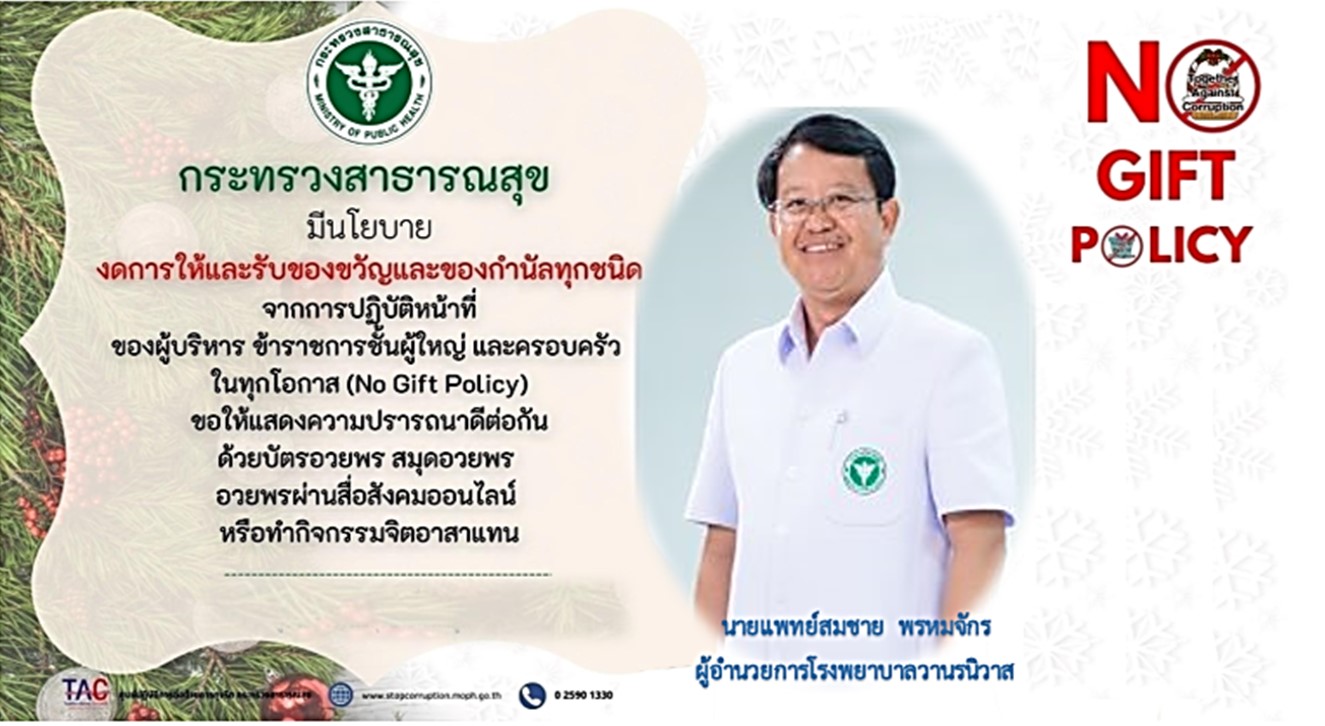 กระทรวงสาธารณสุข
MINISTRY OF PUBLIC HEALTH
กระทรวงสาธารณสุข
มีนโยบาย
งดการให้และรับของขวัญและของกำนัลทุกชนิด
จากการปฏิบัติหน้าที่
ของผู้บริหาร ข้าราชการชั้นผู้ใหญ่ และครอบครัว
ในทุกโอกาส (No Gift Policy)
ขอให้แสดงความปรารถนาดีต่อกัน
ด้วยบัตรอวยพร สมุดอวยพร
อวยพรผ่านสื่อสังคมออนไลน์
หรือทำกิจกรรมจิตอาสาแทน
NO
Together
Against
Corruption
GIFT
POLICY
นายแพทย์สมชาย พรหมจักร
ผู้อำนวยการโรงพยาบาลวานรนิวาส
TAC
www.stopcorruption.moph.go.th
0 2590 1330